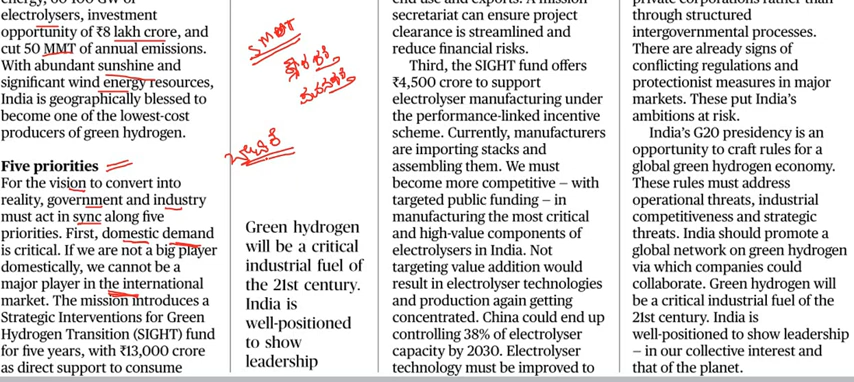 electrolysers, investment
opportunity of ₹8 lakh crore, and
cut 50 MMT of annual emissions.
With abundant sunshine and
significant wind energy resources,
India is geographically blessed to
become one of the lowest-cost
producers of green hydrogen.
Five priorities
For the vision to convert into
reality, government and industry
must act in sync along five
priorities. First, domestic demand
is critical. If we are not a big player
domestically, we cannot be a
major player in the international
market. The mission introduces a
Strategic Interventions for Green
Hydrogen Transition (SIGHT) fund
for five years, with ₹13,000 crore
as direct support to consume
Green hydrogen
will be a critical
industrial fuel of
the 21st century.
India is
well-positioned
to show
leadership
secretariat can ensure project
clearance is streamlined and
reduce financial risks.
Third, the SIGHT fund offers
₹4,500 crore to support
electrolyser manufacturing under
the performance-linked incentive
scheme. Currently, manufacturers
are importing stacks and
assembling them. We must
become more competitive – with
targeted public funding – in
manufacturing the most critical
and high-value components of
electrolysers in India. Not
targeting value addition would
result in electrolyser technologies
and production again getting
concentrated. China could end up
controlling 38% of electrolyser
capacity by 2030. Electrolyser
technology must be improved to
through structured
intergovernmental processes.
There are already signs of
conflicting regulations and
protectionist measures in major
markets. These put India's
ambitions at risk.
India's G20 presidency is an
opportunity to craft rules for a
global green hydrogen economy.
These rules must address
operational threats, industrial
competitiveness and strategic
threats. India should promote a
global network on green hydrogen
via which companies could
collaborate. Green hydrogen will
be a critical industrial fuel of the
21st century. India is
well-positioned to show leadership
– in our collective interest and
that of the planet.